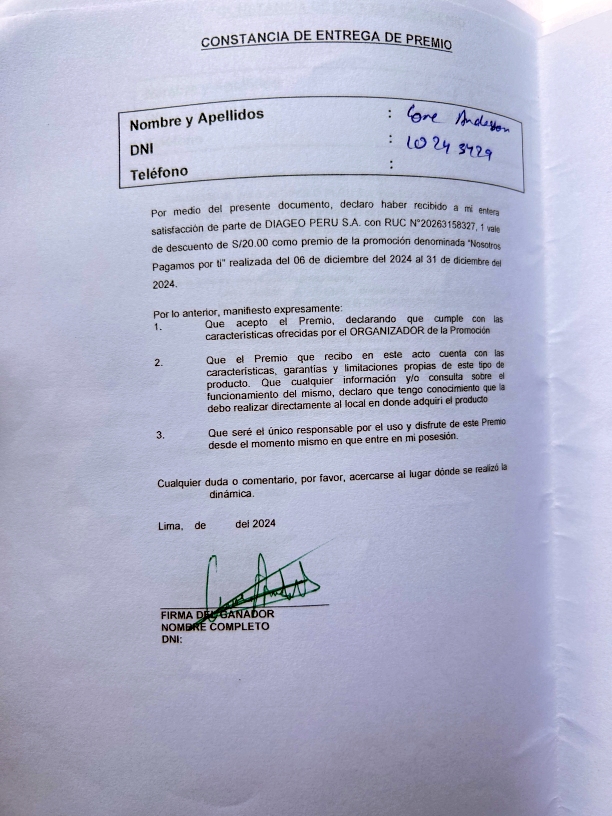 CONSTANCIA DE ENTREGA DE PREMIO
Nombre y Apellidos : Anderson
DNI : 10243429
Teléfono :
Por medio del presente documento, declaro haber recibido a mi entera
satisfacción de parte de DIAGEO PERU S.A. con RUC N°20263158327, 1 vale
de descuento de S/20.00 como premio de la promoción denominada "Nosotros
Pagamos por ti" realizada del 06 de diciembre del 2024 al 31 de diciembre del
2024.
Por lo anterior, manifiesto expresamente:
1. Que acepto el Premio, declarando que cumple con las
características ofrecidas por el ORGANIZADOR de la Promoción
2. Que el Premio que recibo en este acto cuenta con las
características, garantías y limitaciones propias de este tipo de
producto. Que cualquier información y/o consulta sobre el
funcionamiento del mismo, declaro que tengo conocimiento que la
debo realizar directamente al local en donde adquiri el producto
3. Que seré el único responsable por el uso y disfrute de este Premio
desde el momento mismo en que entre en mi posesión.
Cualquier duda o comentario, por favor, acercarse al lugar dónde se realizó la
dinámica.
Lima, de del 2024
FIRMA DEL GANADOR
NOMBRE COMPLETO
DNI: